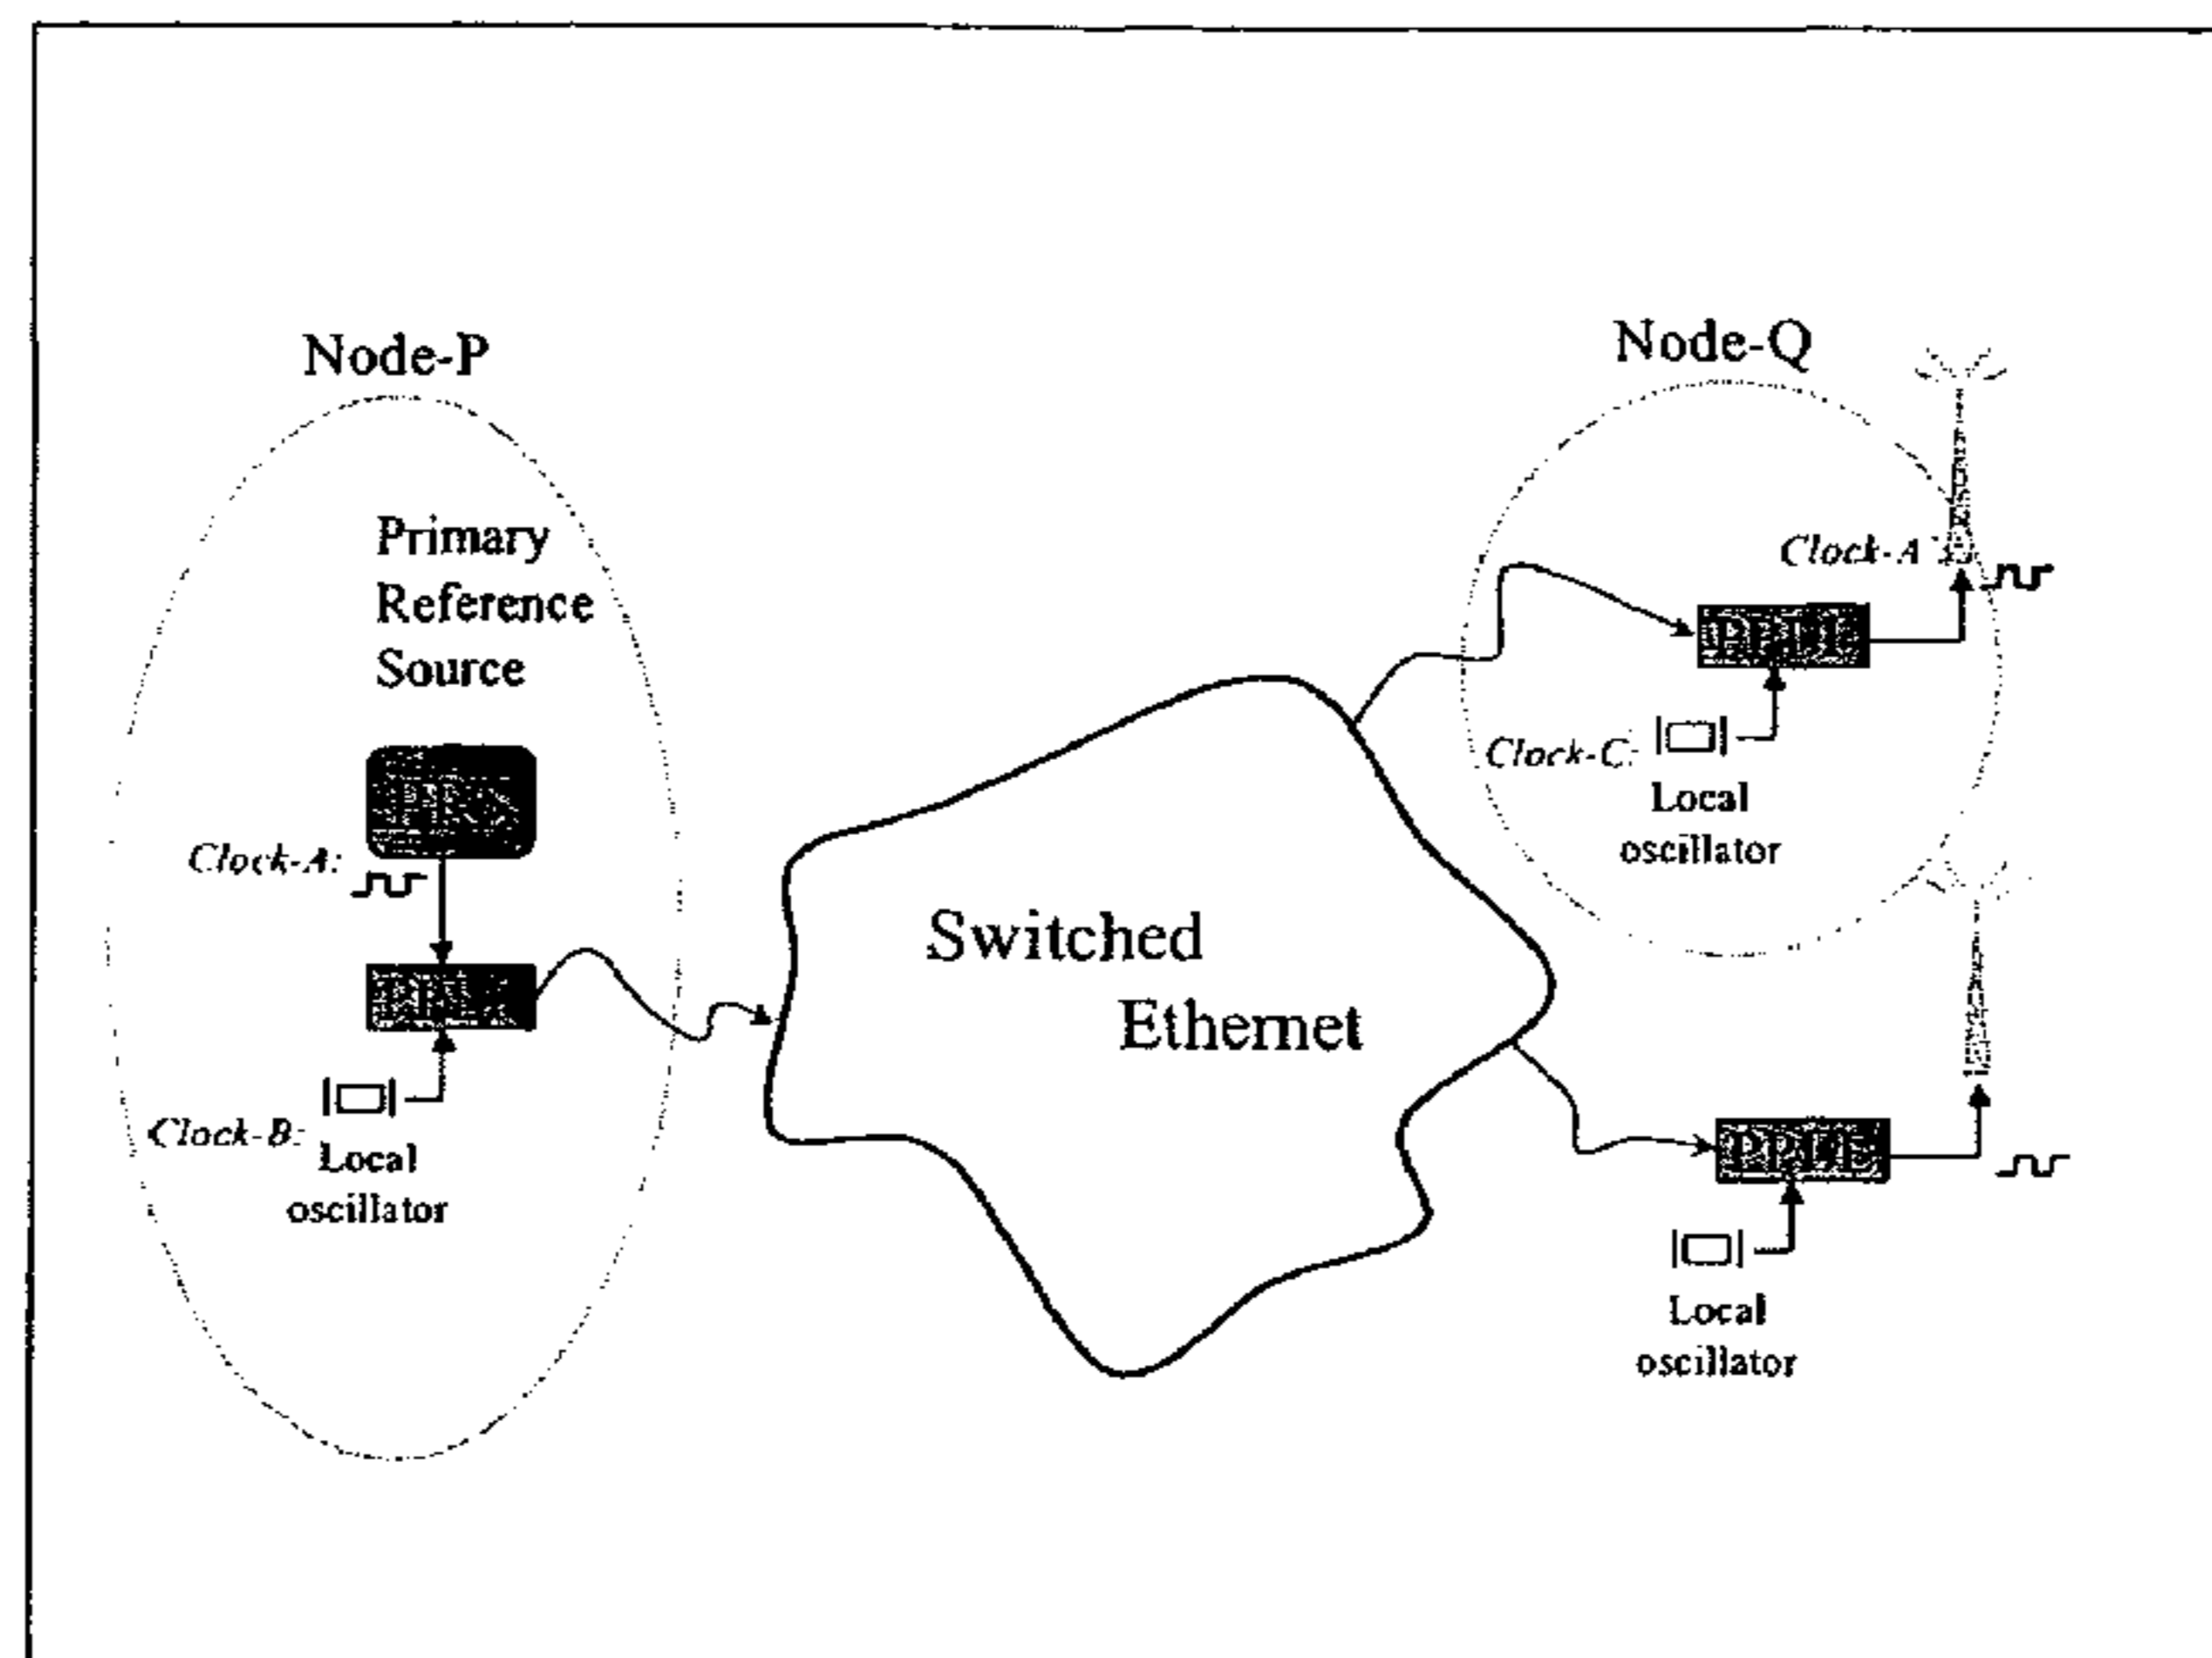 Node-P
Primary
Reference
Source
Clock-A:
Clock-B:
Local
oscillator
Switched
Ethernet
Node-Q
Clock-A
Clock-C:
Local
oscillator
Local
oscillator